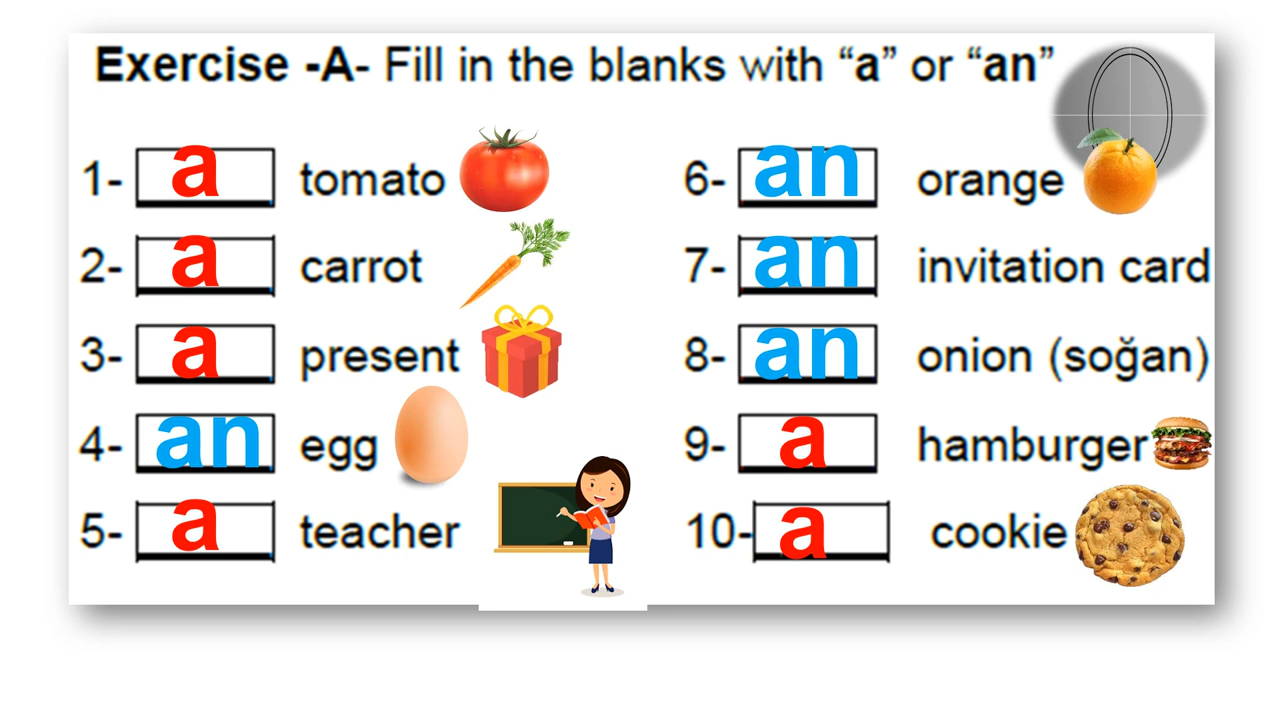 Exercise -A- Fill in the blanks with “a” or “an”
1- a tomato
2- a carrot
3- a present
4- an egg
5- a teacher
6- an orange
7- an invitation card
8- an onion (soğan)
9- a hamburger
10- a cookie